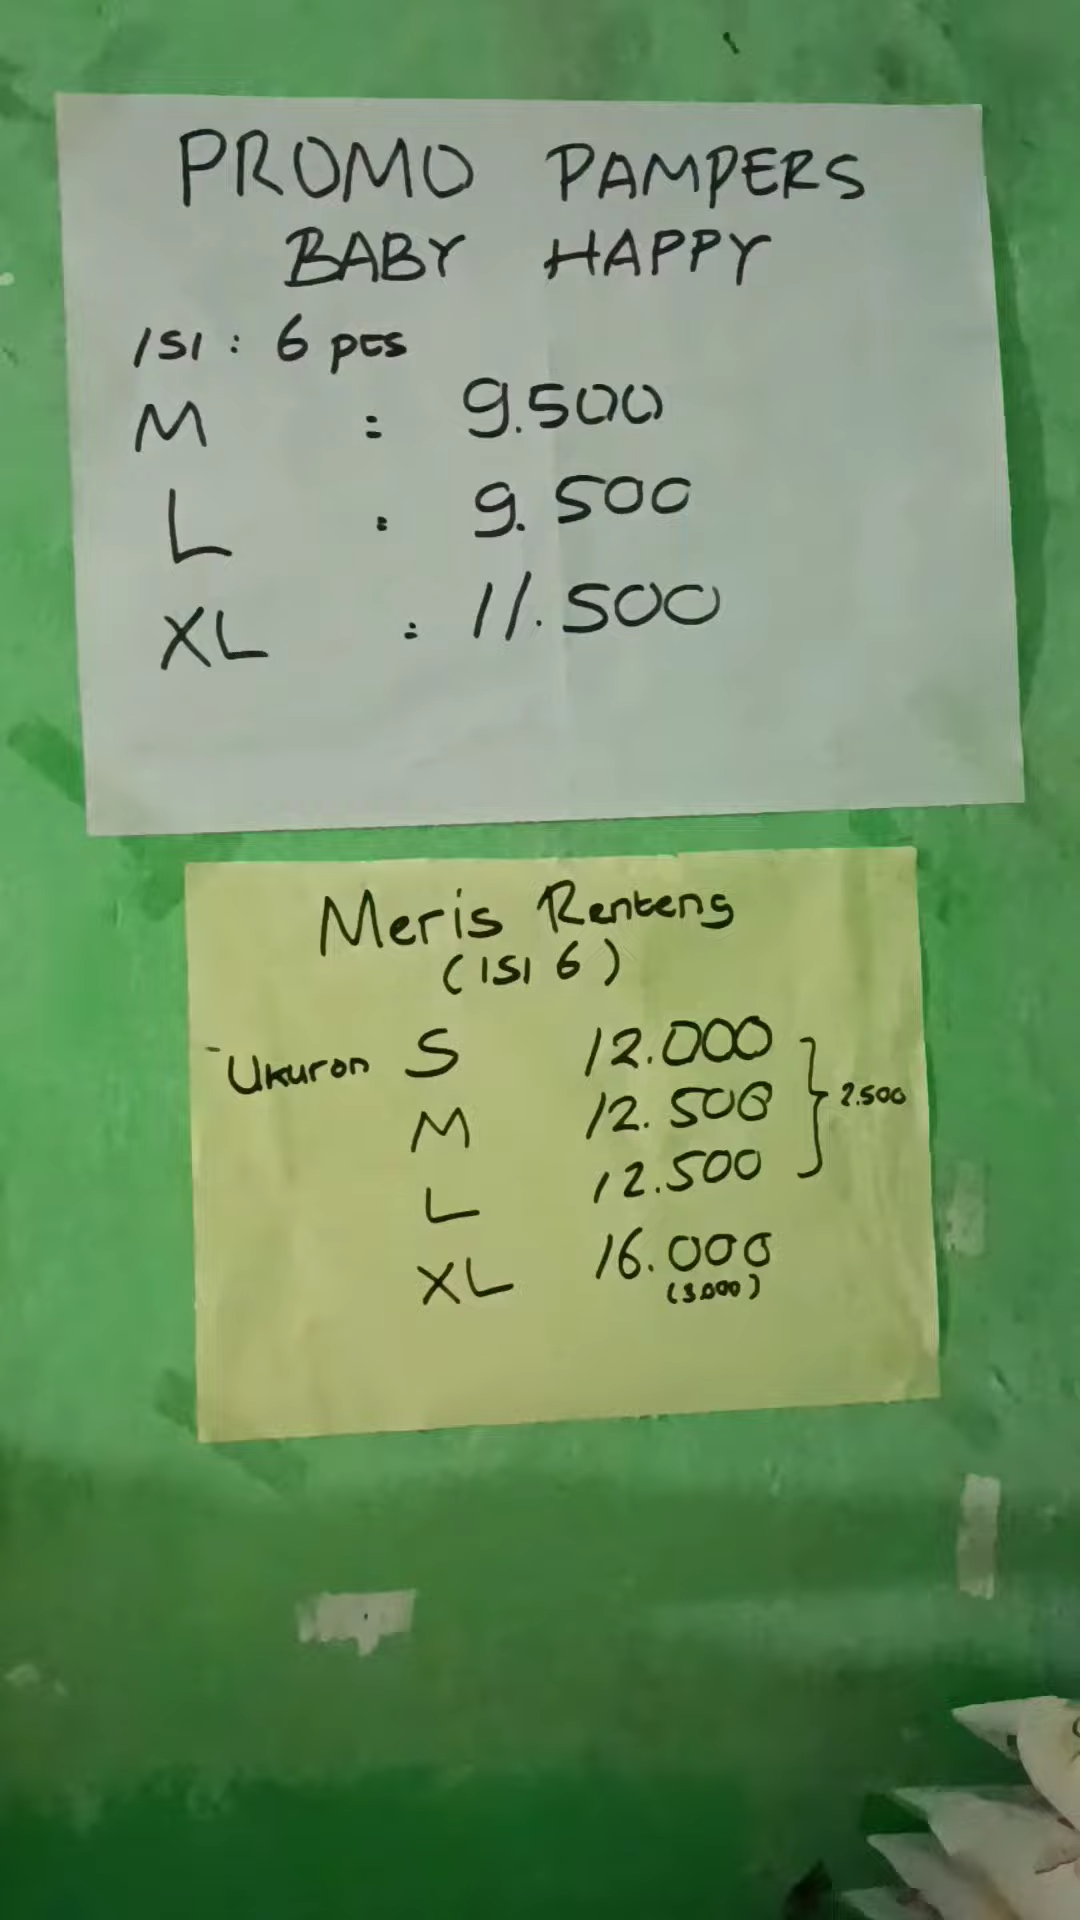 PROMO PAMPERS
BABY HAPPY
ISI : 6 pcs
M : 9.500
L : 9.500
XL : 11.500
Meris Renteng
(ISI 6)
Ukuran S 12.000
M 12.500 } 2.500
L 12.500
XL 16.000
(3.000)